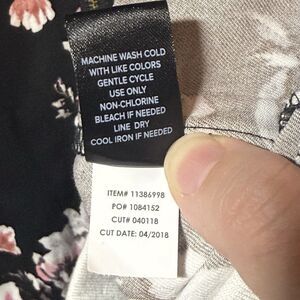 MACHINE WASH COLD
WITH LIKE COLORS
GENTLE CYCLE
USE ONLY
NON-CHLORINE
BLEACH IF NEEDED
LINE DRY
COOL IRON IF NEEDED
ITEM# 11386998
PO# 1084152
CUT# 040118
CUT DATE: 04/2018